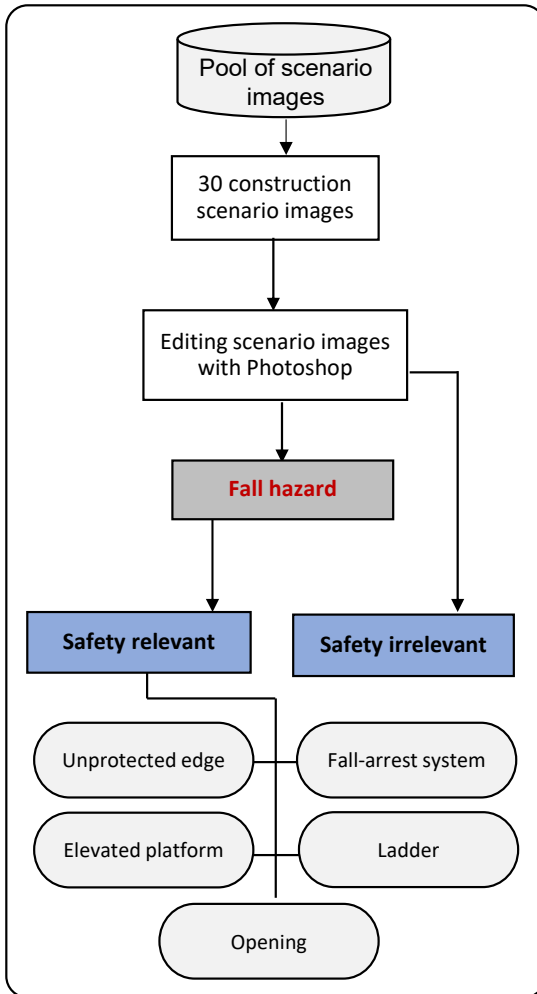 Pool of scenario
images
30 construction
scenario images
Editing scenario images
with Photoshop
Fall hazard
Safety relevant
Safety irrelevant
Unprotected edge
Fall-arrest system
Elevated platform
Ladder
Opening